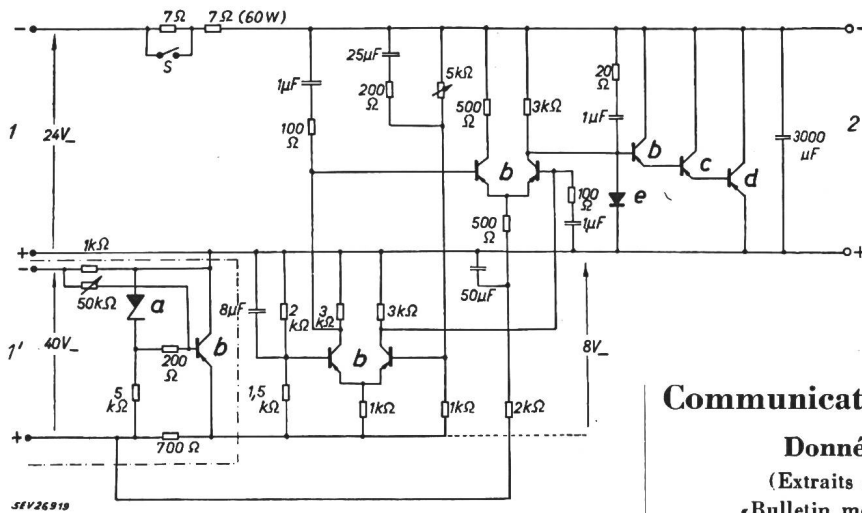 7Ω 7Ω (60W)
S
25µF
1µF
200
Ω
5kΩ
100
Ω
500
Ω
3kΩ
20
Ω
1µF
1
24V_
2
3000
µF
b
b
c
d
e
100
Ω
1µF
500
Ω
50µF
1kΩ
50kΩ
a
8µF
2
kΩ
3
kΩ
3kΩ
1'
40V_
200
Ω
b
b
8V_
5
kΩ
1,5
kΩ
1kΩ
1kΩ
2kΩ
700Ω
SEV26919
Communicat
Donné
(Extraits
«Bulletin me